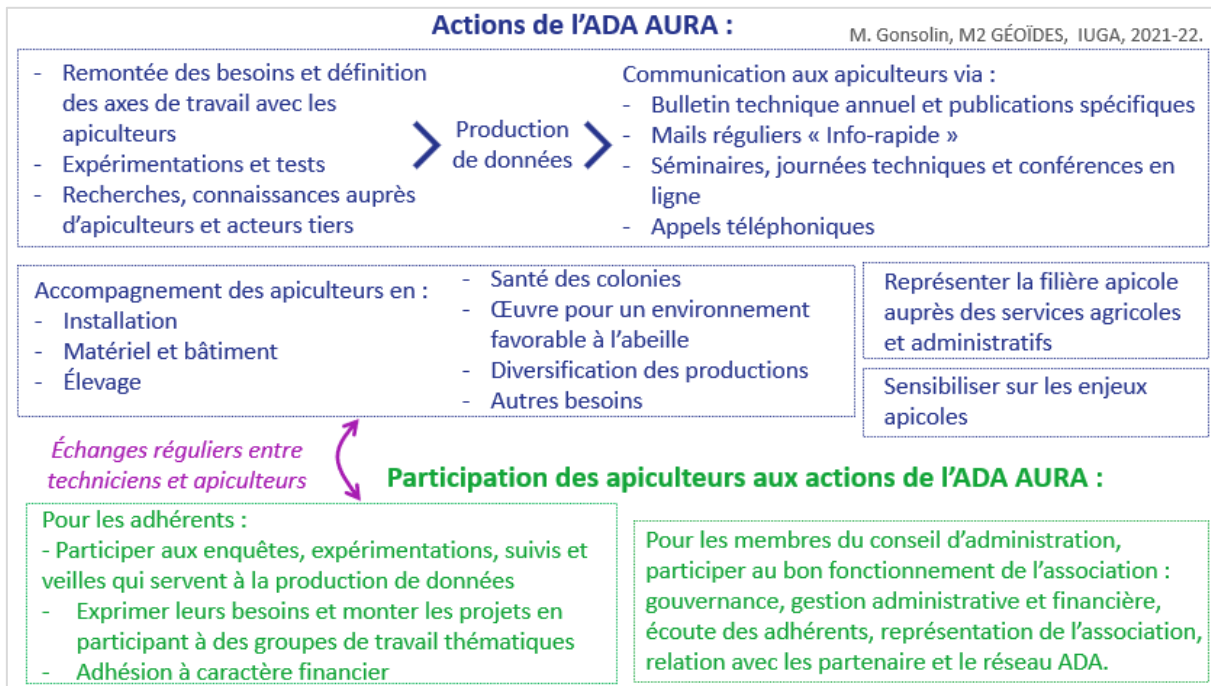 Actions de l'ADA AURA :
M. Gonsolin, M2 GÉOÏDES, IUGA, 2021-22.
- Remontée des besoins et définition
des axes de travail avec les
apiculteurs
- Expérimentations et tests
- Recherches, connaissances auprès
d'apiculteurs et acteurs tiers
Production
de données
Communication aux apiculteurs via :
- Bulletin technique annuel et publications spécifiques
- Mails réguliers « Info-rapide »
- Séminaires, journées techniques et conférences en
ligne
- Appels téléphoniques
Accompagnement des apiculteurs en :
- Installation
- Matériel et bâtiment
- Élevage
- Santé des colonies
- Œuvre pour un environnement
favorable à l'abeille
- Diversification des productions
- Autres besoins
Représenter la filière apicole
auprès des services agricoles
et administratifs
Sensibiliser sur les enjeux
apicoles
Échanges réguliers entre
techniciens et apiculteurs
Participation des apiculteurs aux actions de l'ADA AURA :
Pour les adhérents :
- Participer aux enquêtes, expérimentations, suivis et
veilles qui servent à la production de données
- Exprimer leurs besoins et monter les projets en
participant à des groupes de travail thématiques
- Adhésion à caractère financier
Pour les membres du conseil d'administration,
participer au bon fonctionnement de l'association :
gouvernance, gestion administrative et financière,
écoute des adhérents, représentation de l'association,
relation avec les partenaire et le réseau ADA.